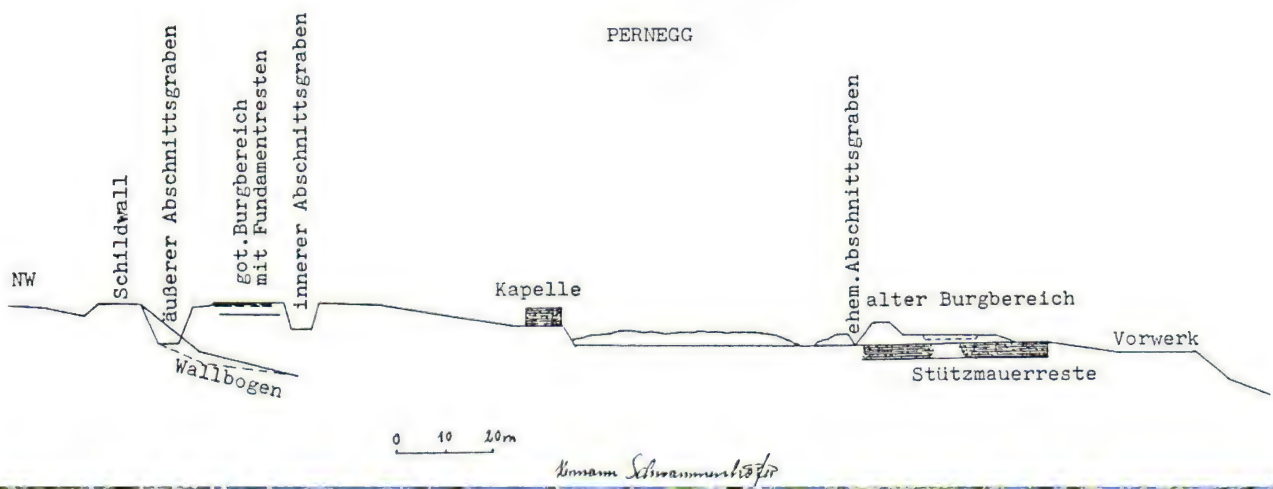 PERNEGG
NW
Schildwall
äußerer Abschnittsgraben
got.Burgbereich
mit Fundamentresten
innerer Abschnittsgraben
Wallbogen
Kapelle
ehem.Abschnittsgraben
alter Burgbereich
Vorwerk
Stützmauerreste
0 10 20m